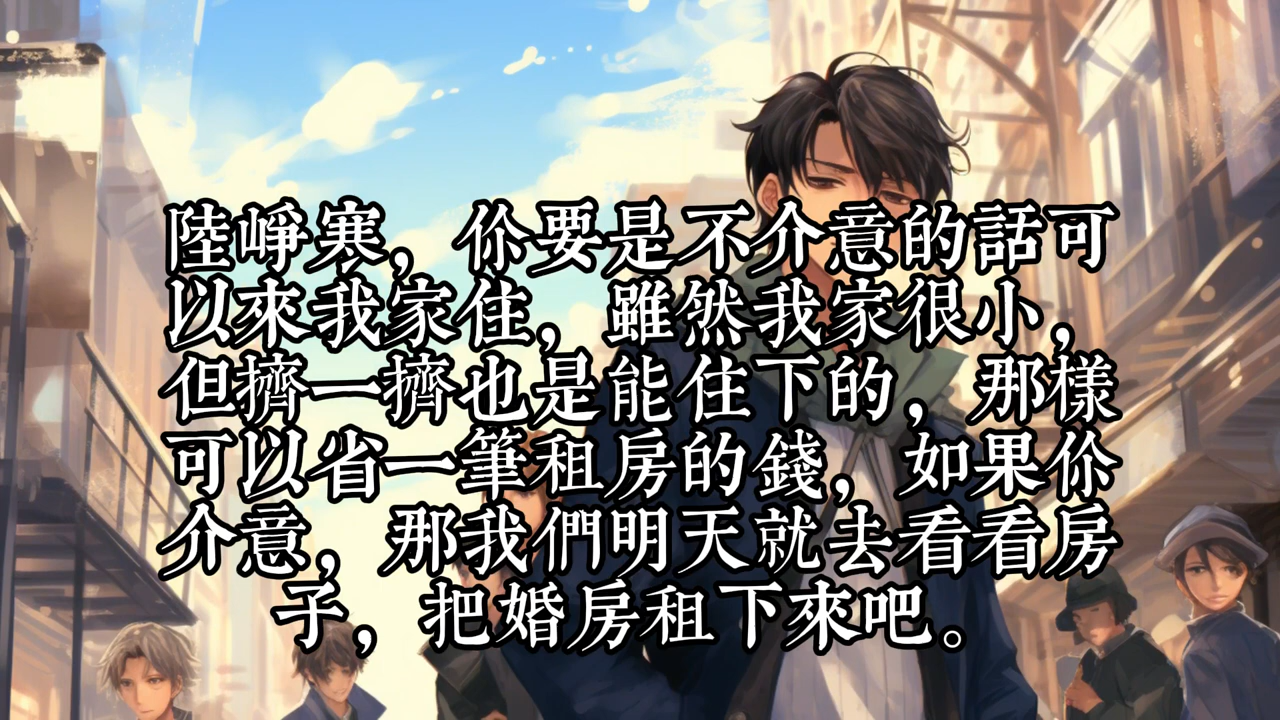 陸崢寒，你要是不介意的話可
以來我家住，雖然我家很小，
但擠一擠也是能住下的，那樣
可以省一筆租房的錢，如果你
介意，那我們明天就去看看房
子，把婚房租下來吧。